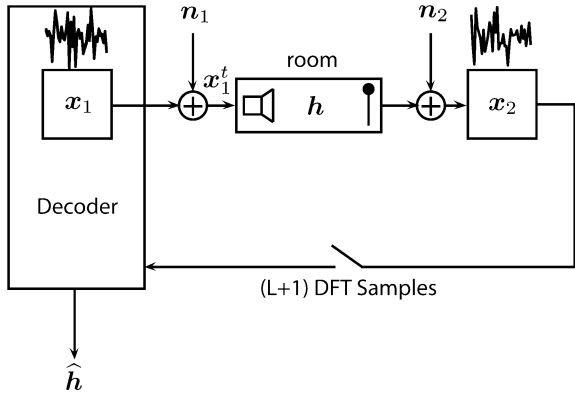 n₁
n₂
room
x₁
x₁ᵗ
h
x₂
Decoder
(L+1) DFT Samples
ĥ